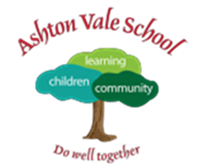 Ashton Vale School
learning
children
community
Do well together